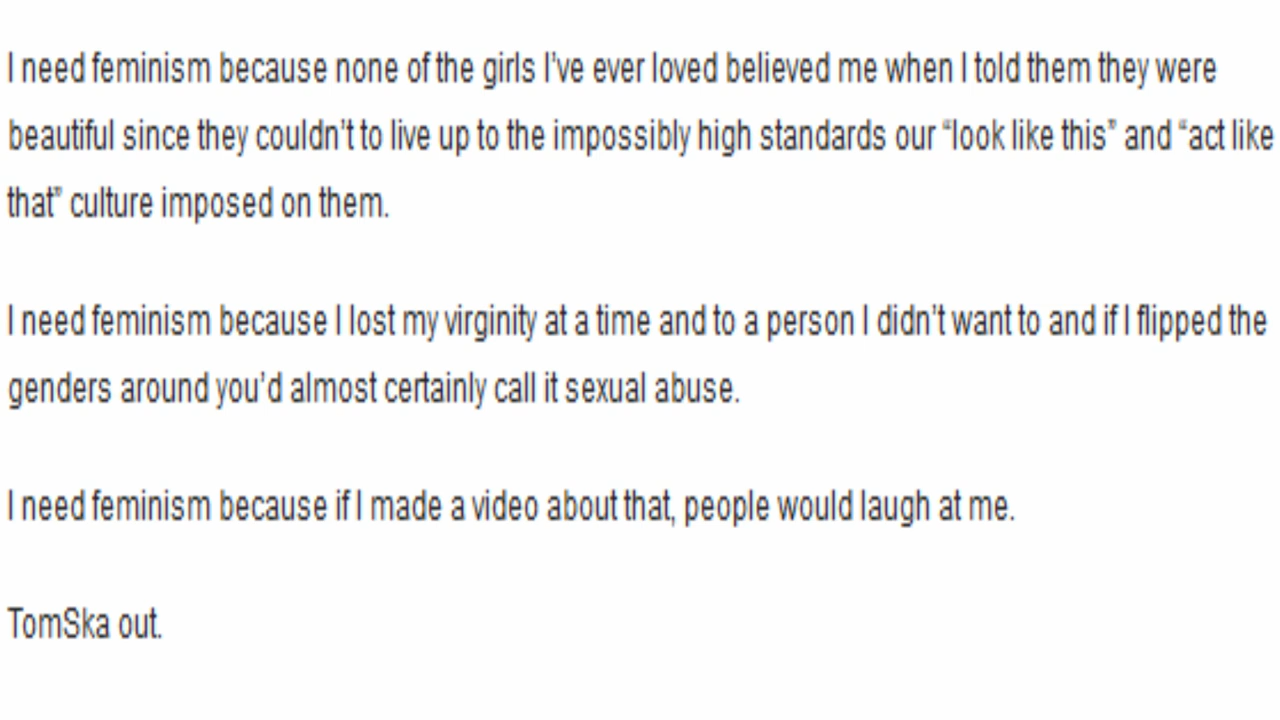 I need feminism because none of the girls I’ve ever loved believed me when I told them they were
beautiful since they couldn’t to live up to the impossibly high standards our “look like this” and “act like
that” culture imposed on them.
I need feminism because I lost my virginity at a time and to a person I didn’t want to and if I flipped the
genders around you’d almost certainly call it sexual abuse.
I need feminism because if I made a video about that, people would laugh at me.
TomSka out.